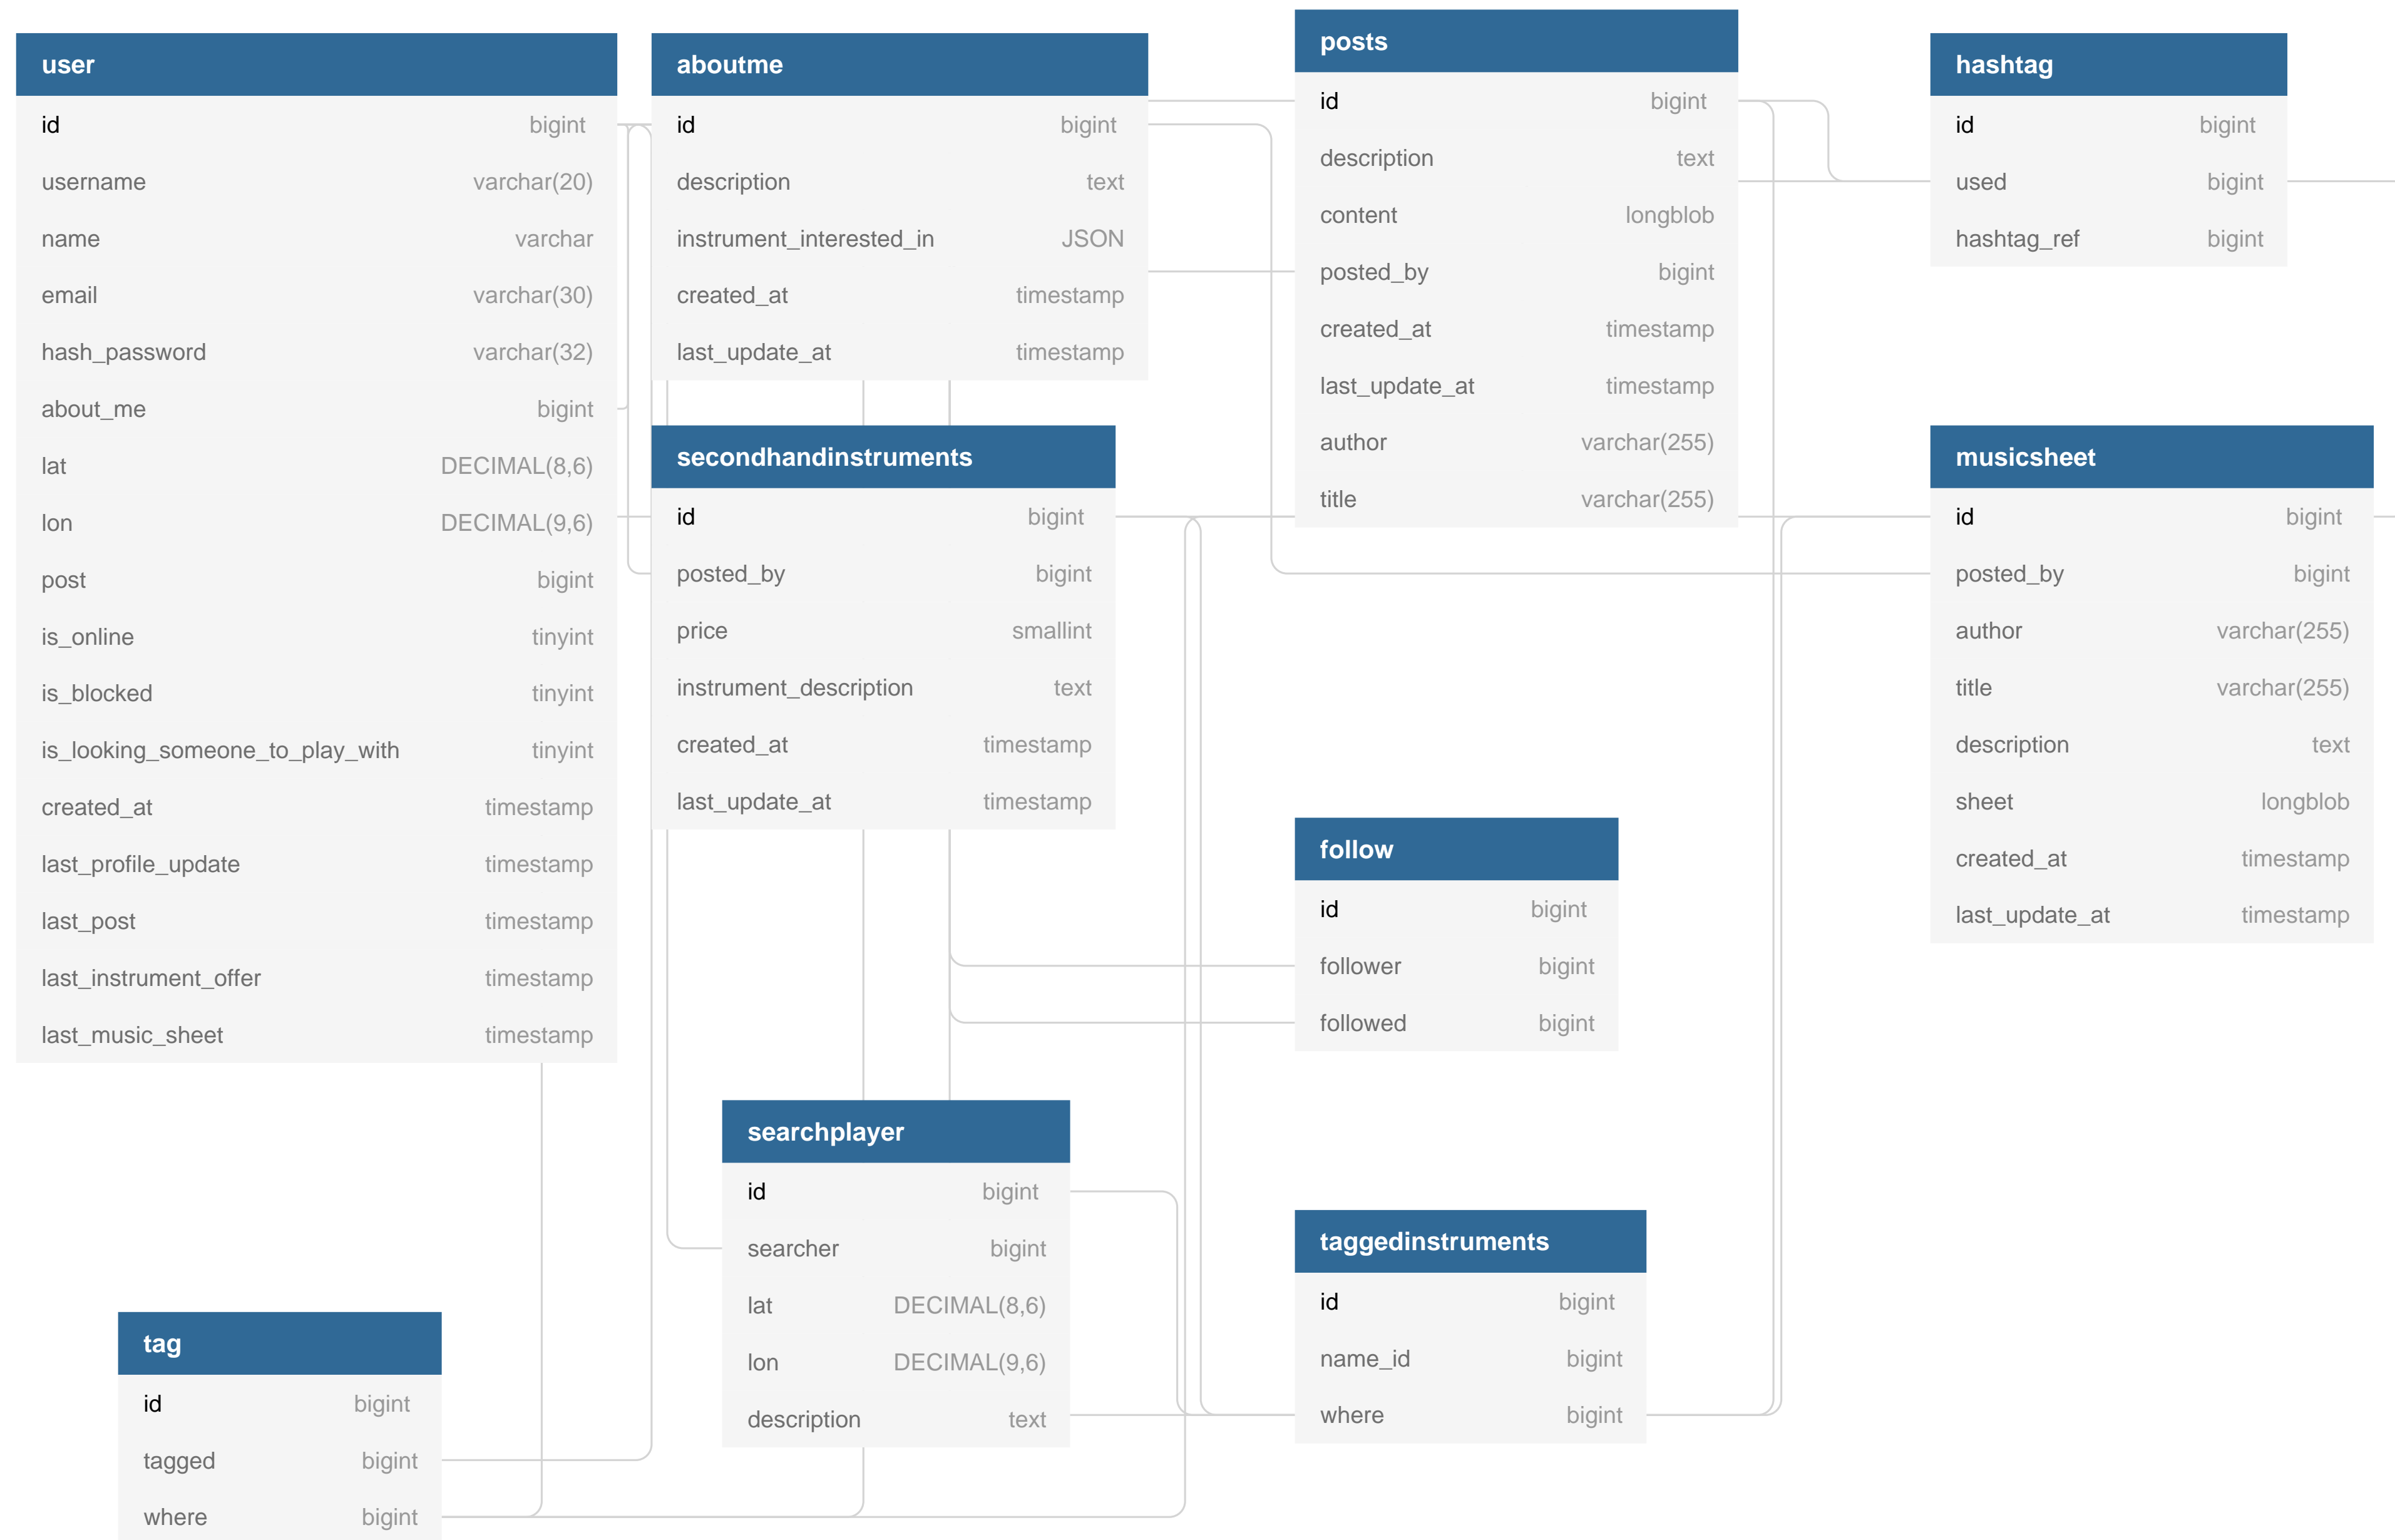 user
id bigint
username varchar(20)
name varchar
email varchar(30)
hash_password varchar(32)
about_me bigint
lat DECIMAL(8,6)
lon DECIMAL(9,6)
post bigint
is_online tinyint
is_blocked tinyint
is_looking_someone_to_play_with tinyint
created_at timestamp
last_profile_update timestamp
last_post timestamp
last_instrument_offer timestamp
last_music_sheet timestamp
aboutme
id bigint
description text
instrument_interested_in JSON
created_at timestamp
last_update_at timestamp
secondhandinstruments
id bigint
posted_by bigint
price smallint
instrument_description text
created_at timestamp
last_update_at timestamp
posts
id bigint
description text
content longblob
posted_by bigint
created_at timestamp
last_update_at timestamp
author varchar(255)
title varchar(255)
hashtag
id bigint
used bigint
hashtag_ref bigint
musicsheet
id bigint
posted_by bigint
author varchar(255)
title varchar(255)
description text
sheet longblob
created_at timestamp
last_update_at timestamp
follow
id bigint
follower bigint
followed bigint
searchplayer
id bigint
searcher bigint
lat DECIMAL(8,6)
lon DECIMAL(9,6)
description text
taggedinstruments
id bigint
name_id bigint
where bigint
tag
id bigint
tagged bigint
where bigint